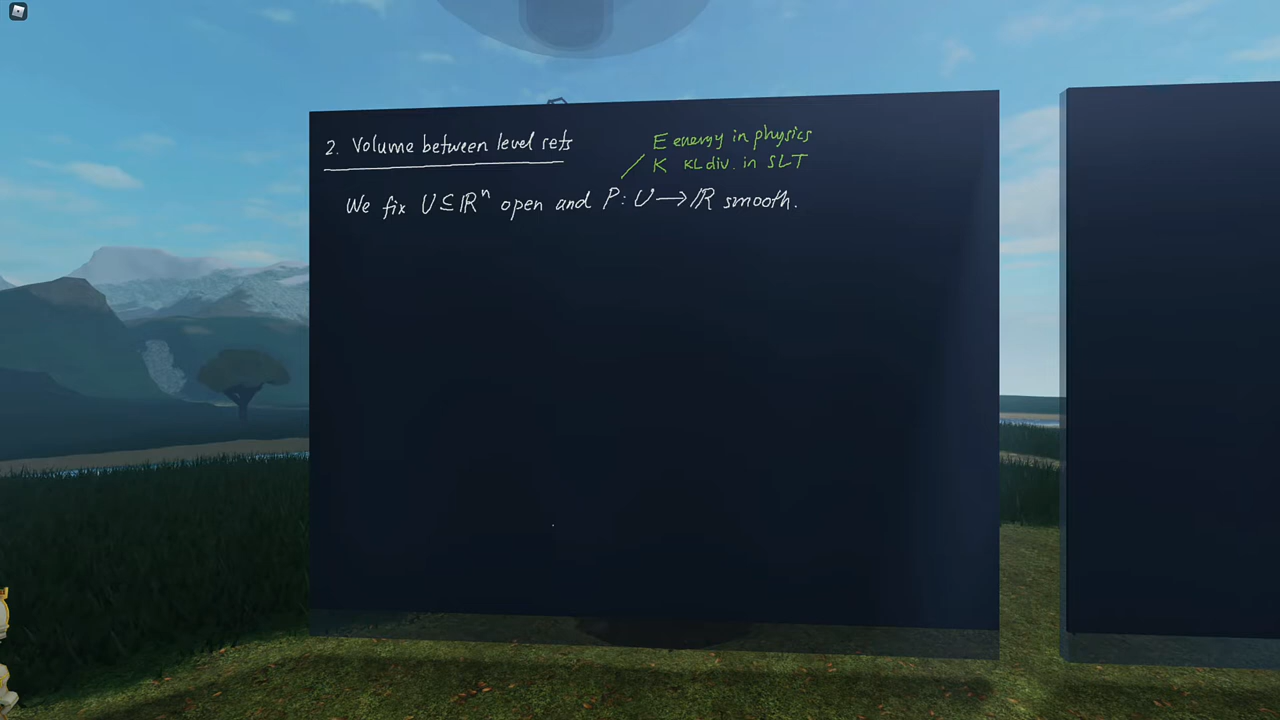 2. Volume between level sets
E energy in physics
K KL div. in SLT
We fix U ⊆ ℝⁿ open and P : U ⟶ ℝ smooth.